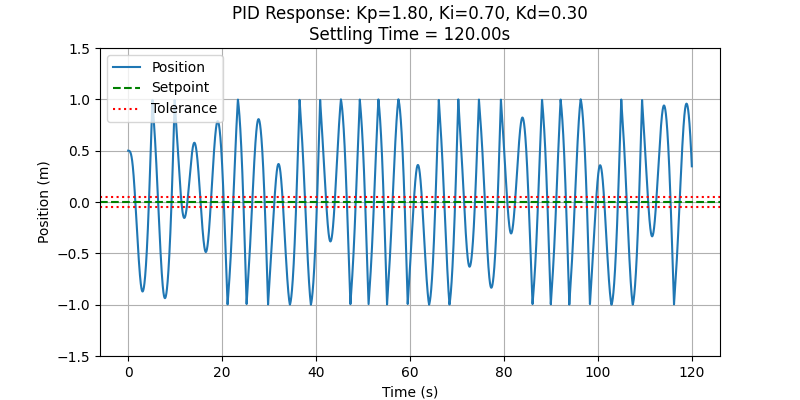 PID Response: Kp=1.80, Ki=0.70, Kd=0.30
Settling Time = 120.00s
Position
Setpoint
Tolerance
1.5
1.0
0.5
0.0
−0.5
−1.0
−1.5
Position (m)
0 20 40 60 80 100 120
Time (s)